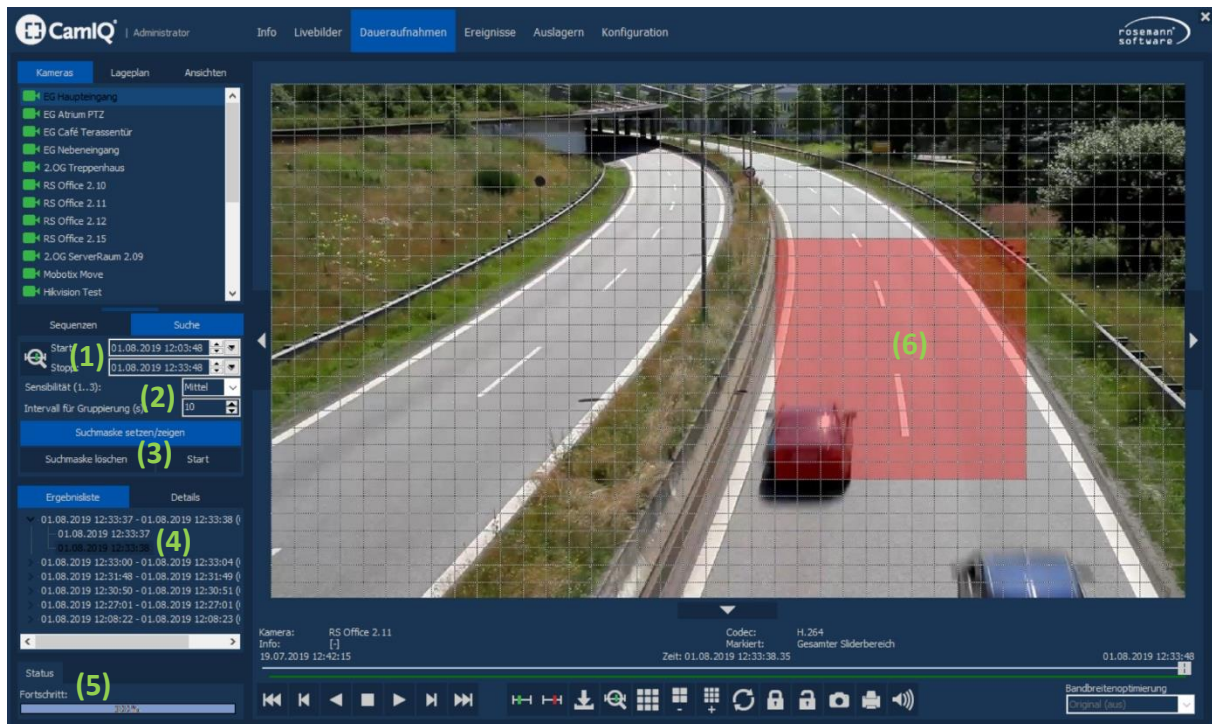 CamIQ | Administrator
Info Livebilder Daueraufnahmen Ereignisse Auslagern Konfiguration
rosemann software
Kameras Lageplan Ansichten
EG Haupteingang
EG Atrium PTZ
EG Café Terassentür
EG Nebeneingang
2.OG Treppenhaus
RS Office 2.10
RS Office 2.11
RS Office 2.12
RS Office 2.15
2.OG ServerRaum 2.09
Mobotix Move
Hikvision Test
Sequenzen Suche
Start: 01.08.2019 12:03:48
(1)
Stopp: 01.08.2019 12:33:48
Sensibilität (1..3): Mittel
(2)
Intervall für Gruppierung (s): 10
Suchmaske setzen/zeigen
(3)
Suchmaske löschen Start
Ergebnisliste Details
01.08.2019 12:33:37 - 01.08.2019 12:33:38 (
01.08.2019 12:33:37
(4)
01.08.2019 12:33:38
01.08.2019 12:33:00 - 01.08.2019 12:33:04 (
01.08.2019 12:31:48 - 01.08.2019 12:31:49 (
01.08.2019 12:30:50 - 01.08.2019 12:30:51 (
01.08.2019 12:27:01 - 01.08.2019 12:27:01 (
01.08.2019 12:08:22 - 01.08.2019 12:08:23 (
Status
(5)
Fortschritt:
(6)
Kamera: RS Office 2.11
Info: [-]
Codec: H.264
Markiert: Gesamter Sliderbereich
19.07.2019 12:42:15 Zeit: 01.08.2019 12:33:38.35 01.08.2019 12:33:48
Bandbreitenoptimierung
Original (aus)